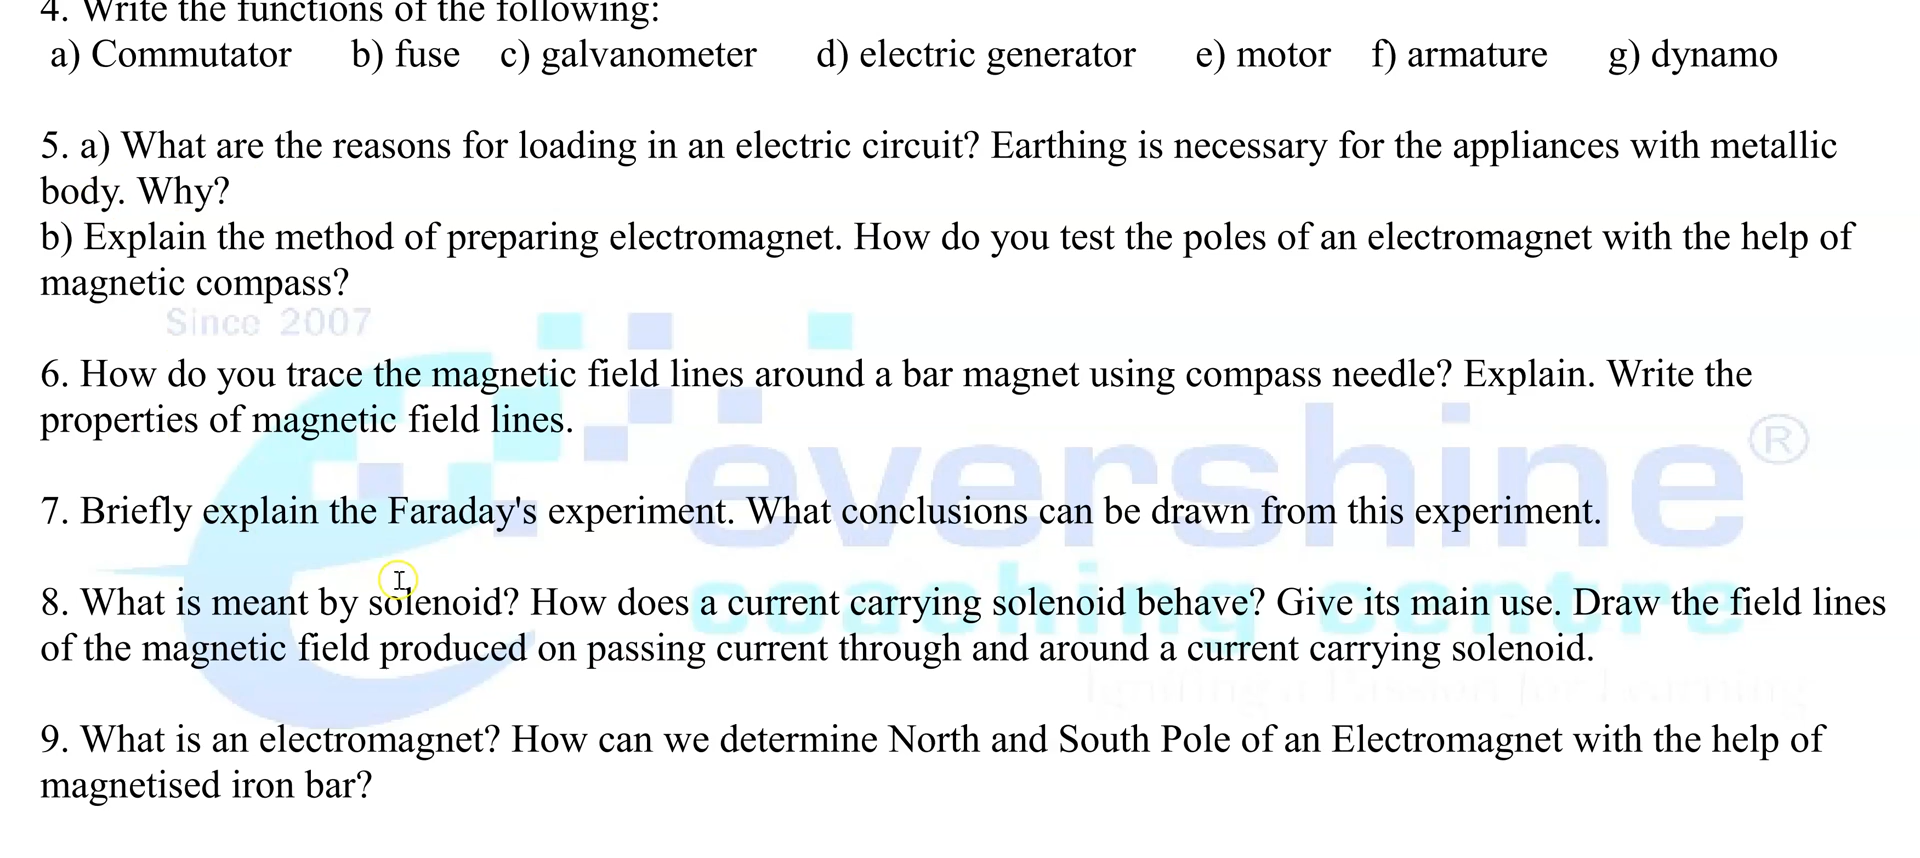 4. Write the functions of the following:
a) Commutator b) fuse c) galvanometer d) electric generator e) motor f) armature g) dynamo
5. a) What are the reasons for loading in an electric circuit? Earthing is necessary for the appliances with metallic
body. Why?
b) Explain the method of preparing electromagnet. How do you test the poles of an electromagnet with the help of
magnetic compass?
Since 2007
6. How do you trace the magnetic field lines around a bar magnet using compass needle? Explain. Write the
properties of magnetic field lines.
evershine®
7. Briefly explain the Faraday's experiment. What conclusions can be drawn from this experiment.
coaching centre
8. What is meant by solenoid? How does a current carrying solenoid behave? Give its main use. Draw the field lines
of the magnetic field produced on passing current through and around a current carrying solenoid.
Igniting a Passion for Learning
9. What is an electromagnet? How can we determine North and South Pole of an Electromagnet with the help of
magnetised iron bar?